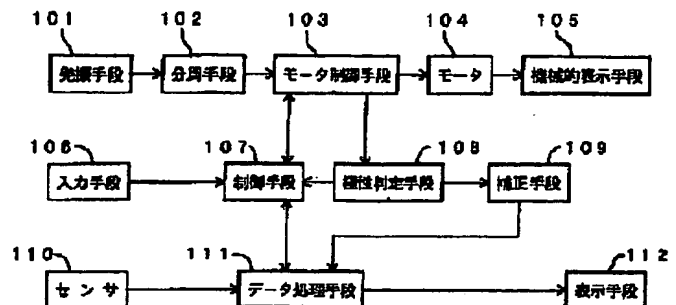 101 102 103 104 105
発振手段 分周手段 モータ制御手段 モータ 機械的表示手段
106 107 108 109
入力手段 制御手段 極性判定手段 補正手段
110 111 112
センサ データ処理手段 表示手段